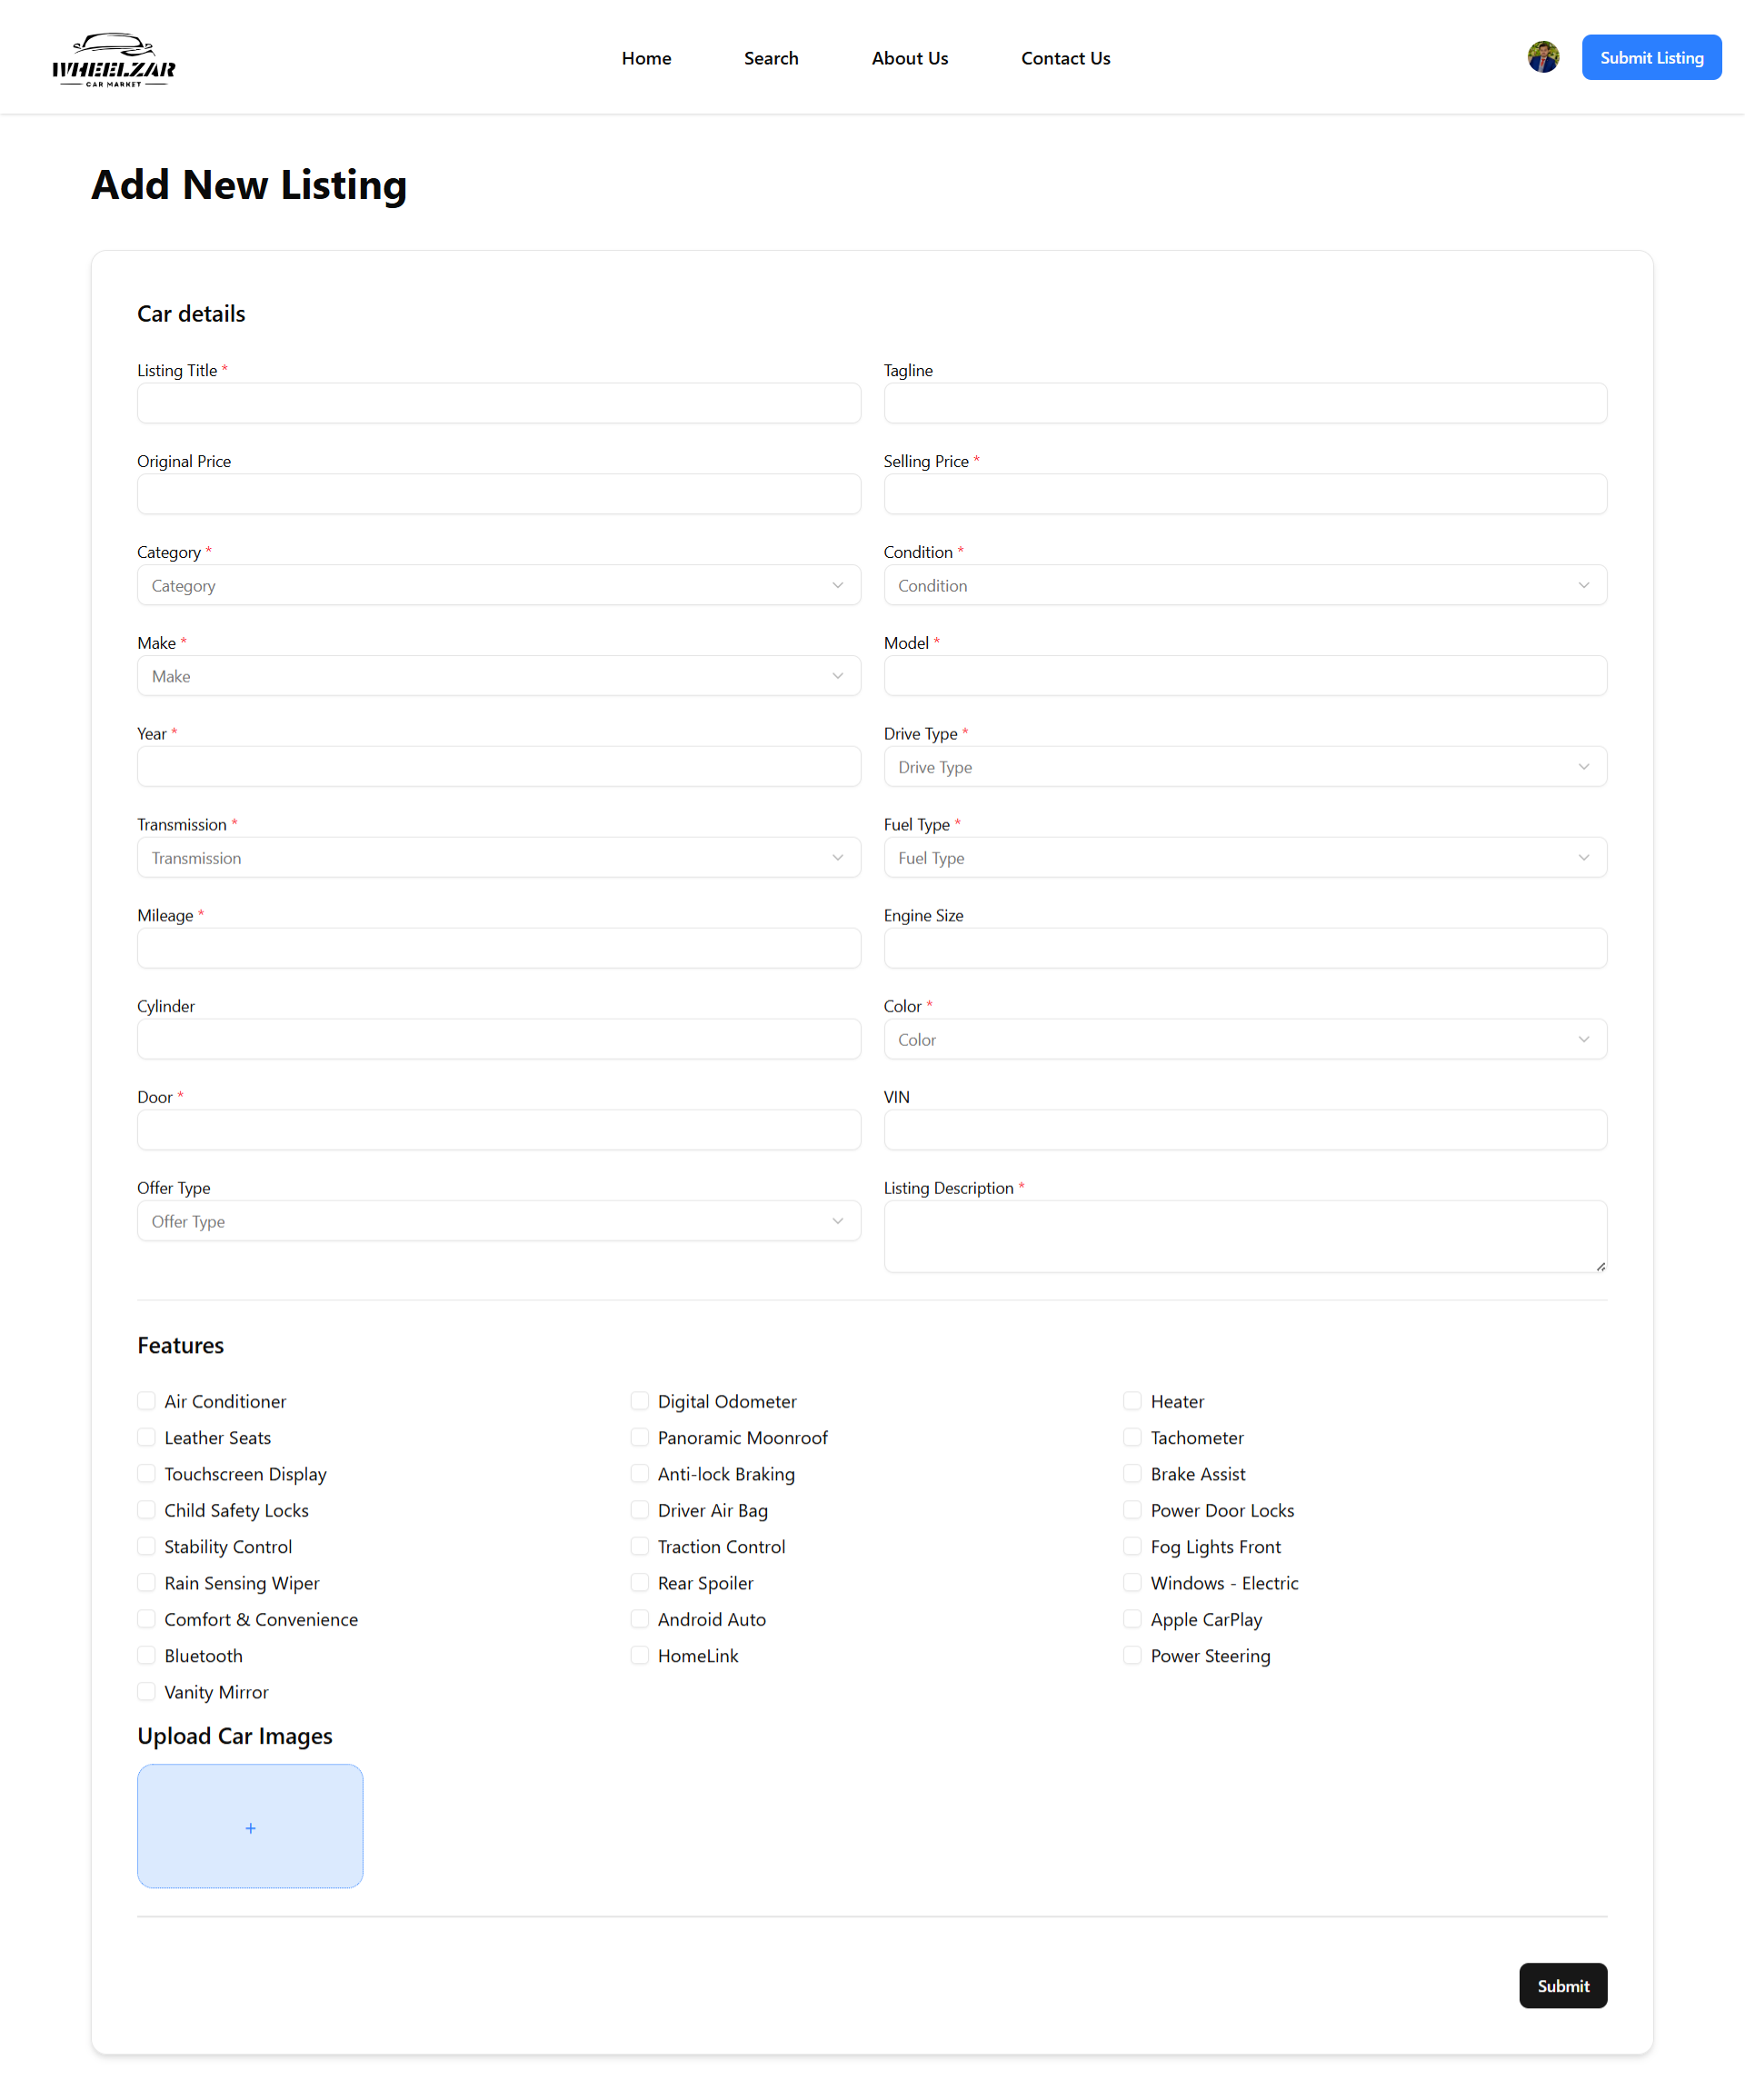 WHEELZAR
CAR MARKET
Home Search About Us Contact Us
Submit Listing
Add New Listing
Car details
Listing Title * Tagline
Original Price Selling Price *
Category * Condition *
Category Condition
Make * Model *
Make
Year * Drive Type *
Drive Type
Transmission * Fuel Type *
Transmission Fuel Type
Mileage * Engine Size
Cylinder Color *
Color
Door * VIN
Offer Type Listing Description *
Offer Type
Features
Air Conditioner Digital Odometer Heater
Leather Seats Panoramic Moonroof Tachometer
Touchscreen Display Anti-lock Braking Brake Assist
Child Safety Locks Driver Air Bag Power Door Locks
Stability Control Traction Control Fog Lights Front
Rain Sensing Wiper Rear Spoiler Windows - Electric
Comfort & Convenience Android Auto Apple CarPlay
Bluetooth HomeLink Power Steering
Vanity Mirror
Upload Car Images
+
Submit